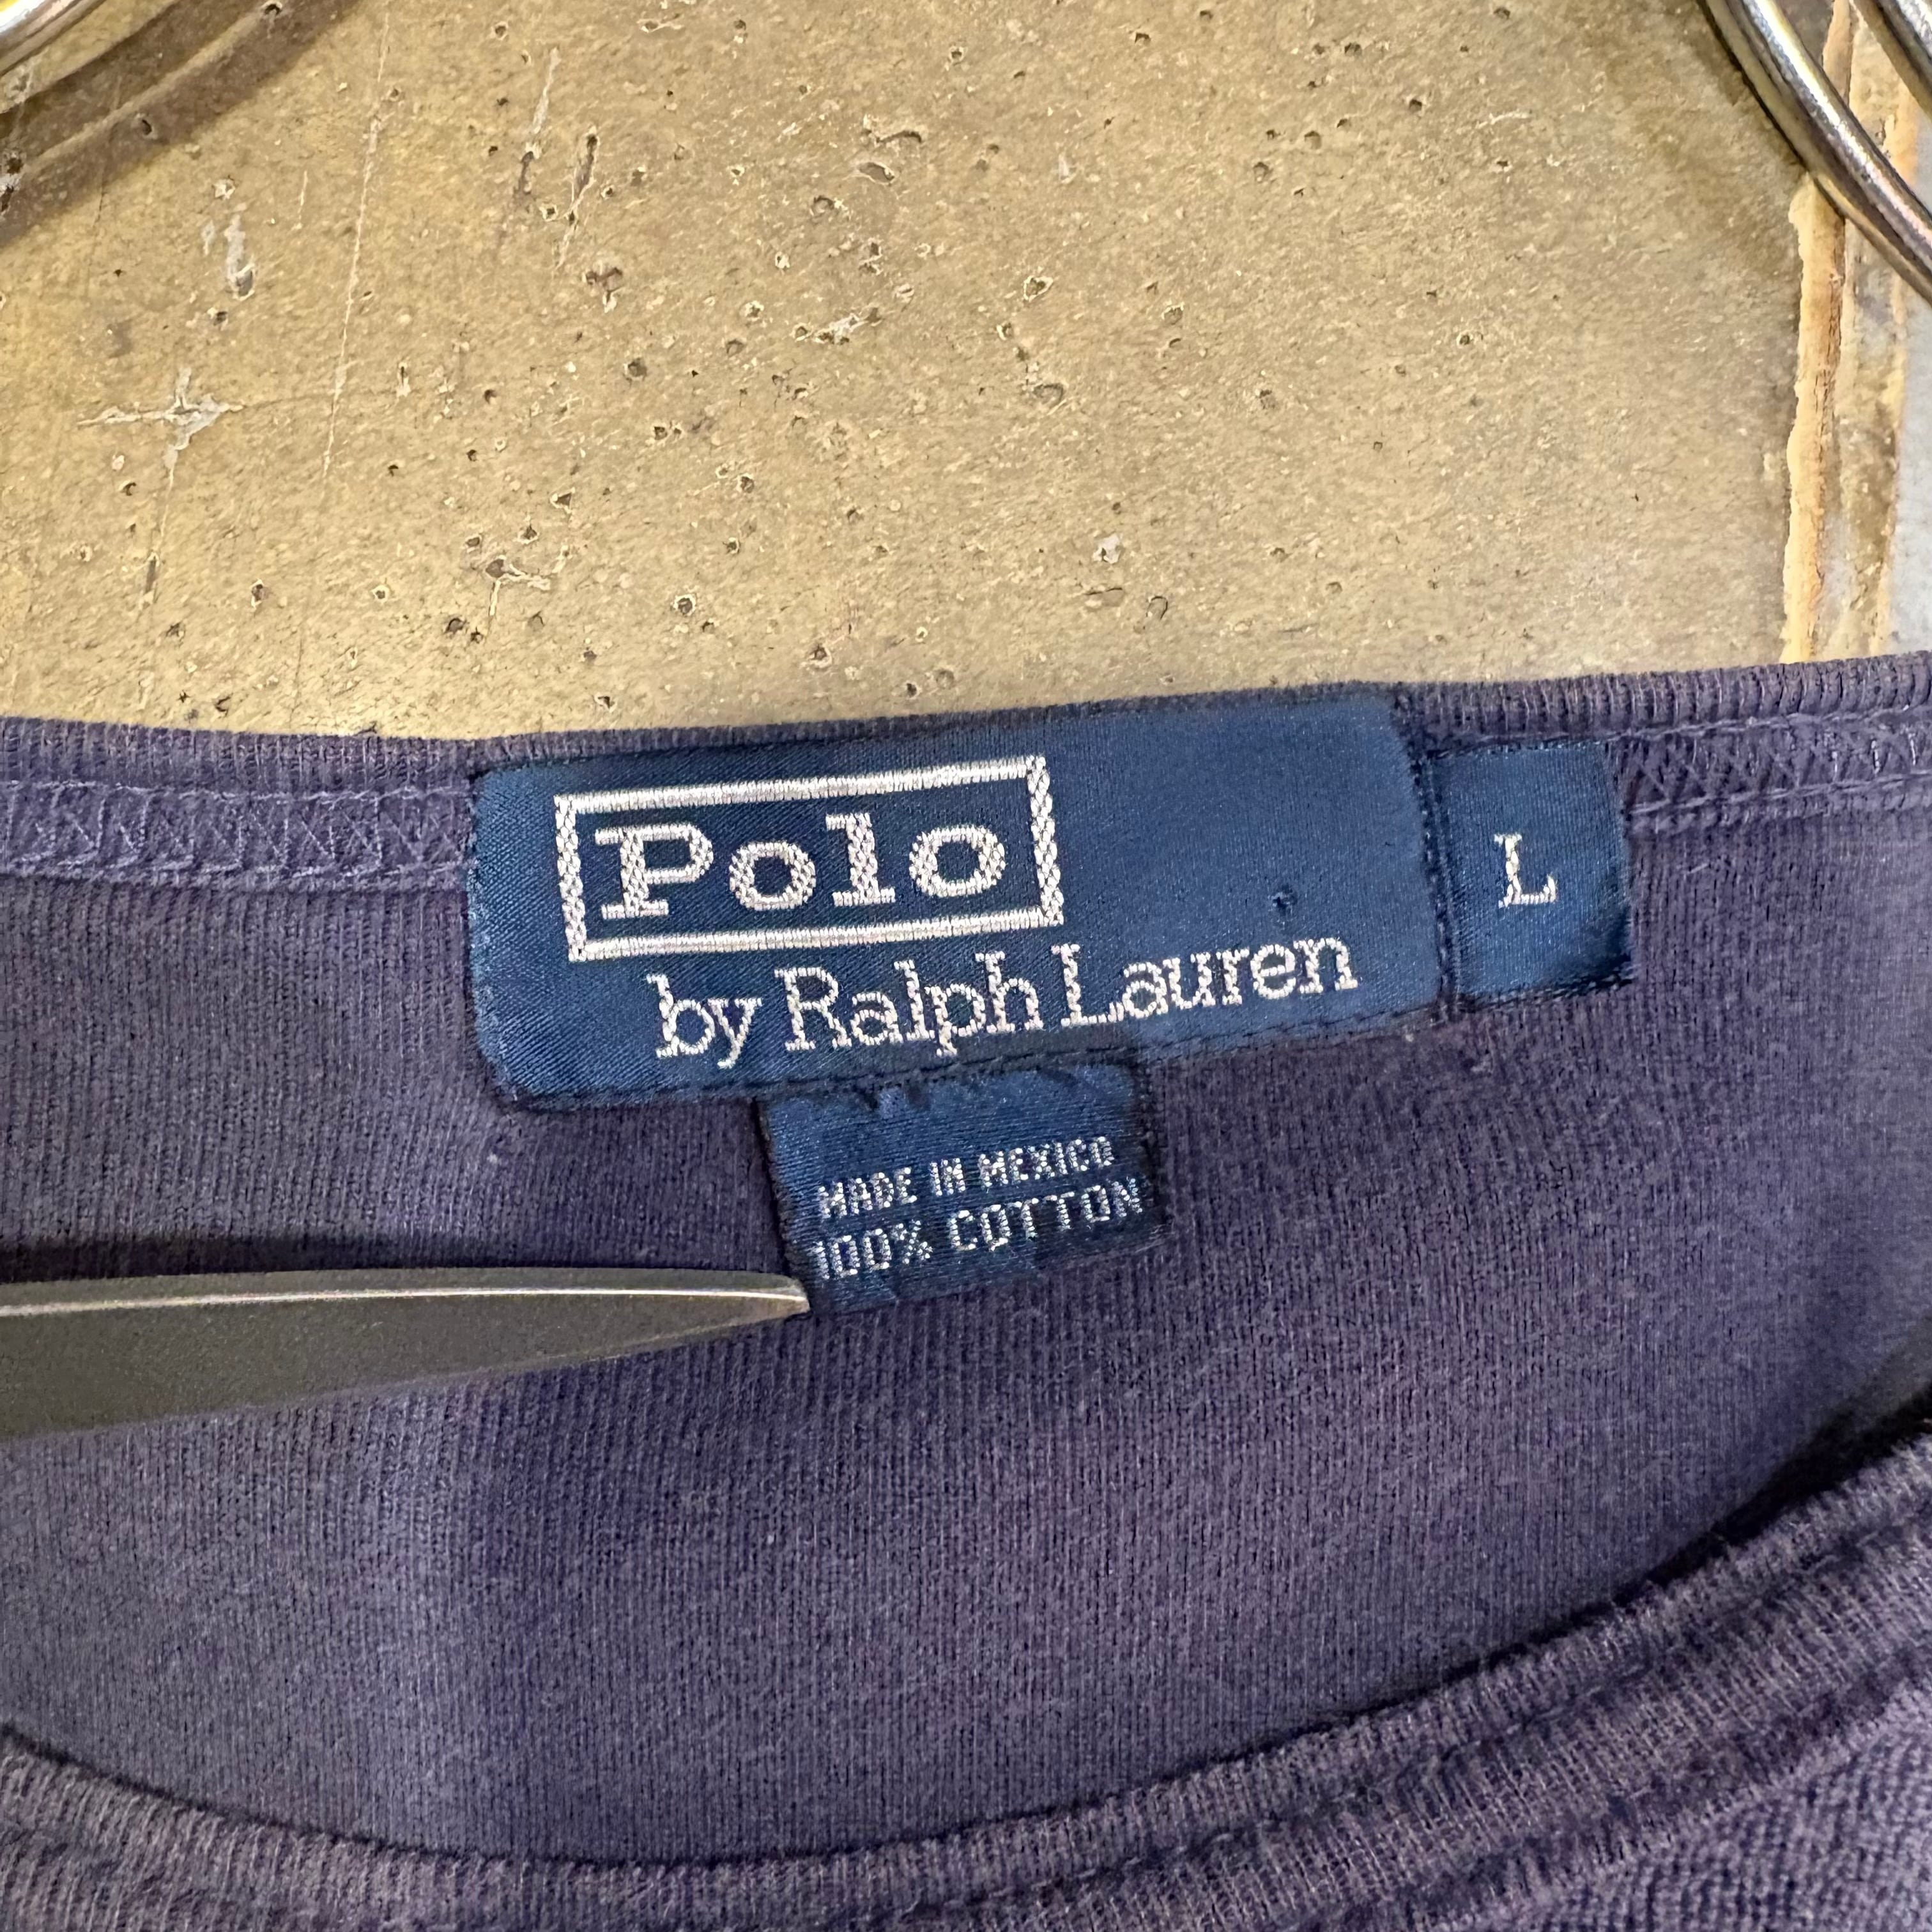 Polo
by Ralph Lauren
L
MADE IN MEXICO
100% COTTON